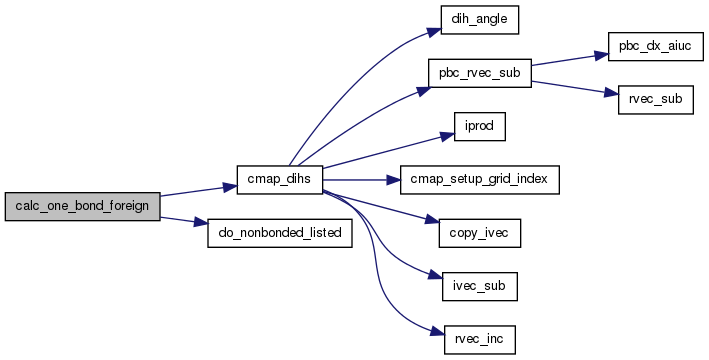 dih_angle
pbc_dx_aiuc
pbc_rvec_sub
rvec_sub
iprod
cmap_dihs
cmap_setup_grid_index
calc_one_bond_foreign
do_nonbonded_listed
copy_ivec
ivec_sub
rvec_inc